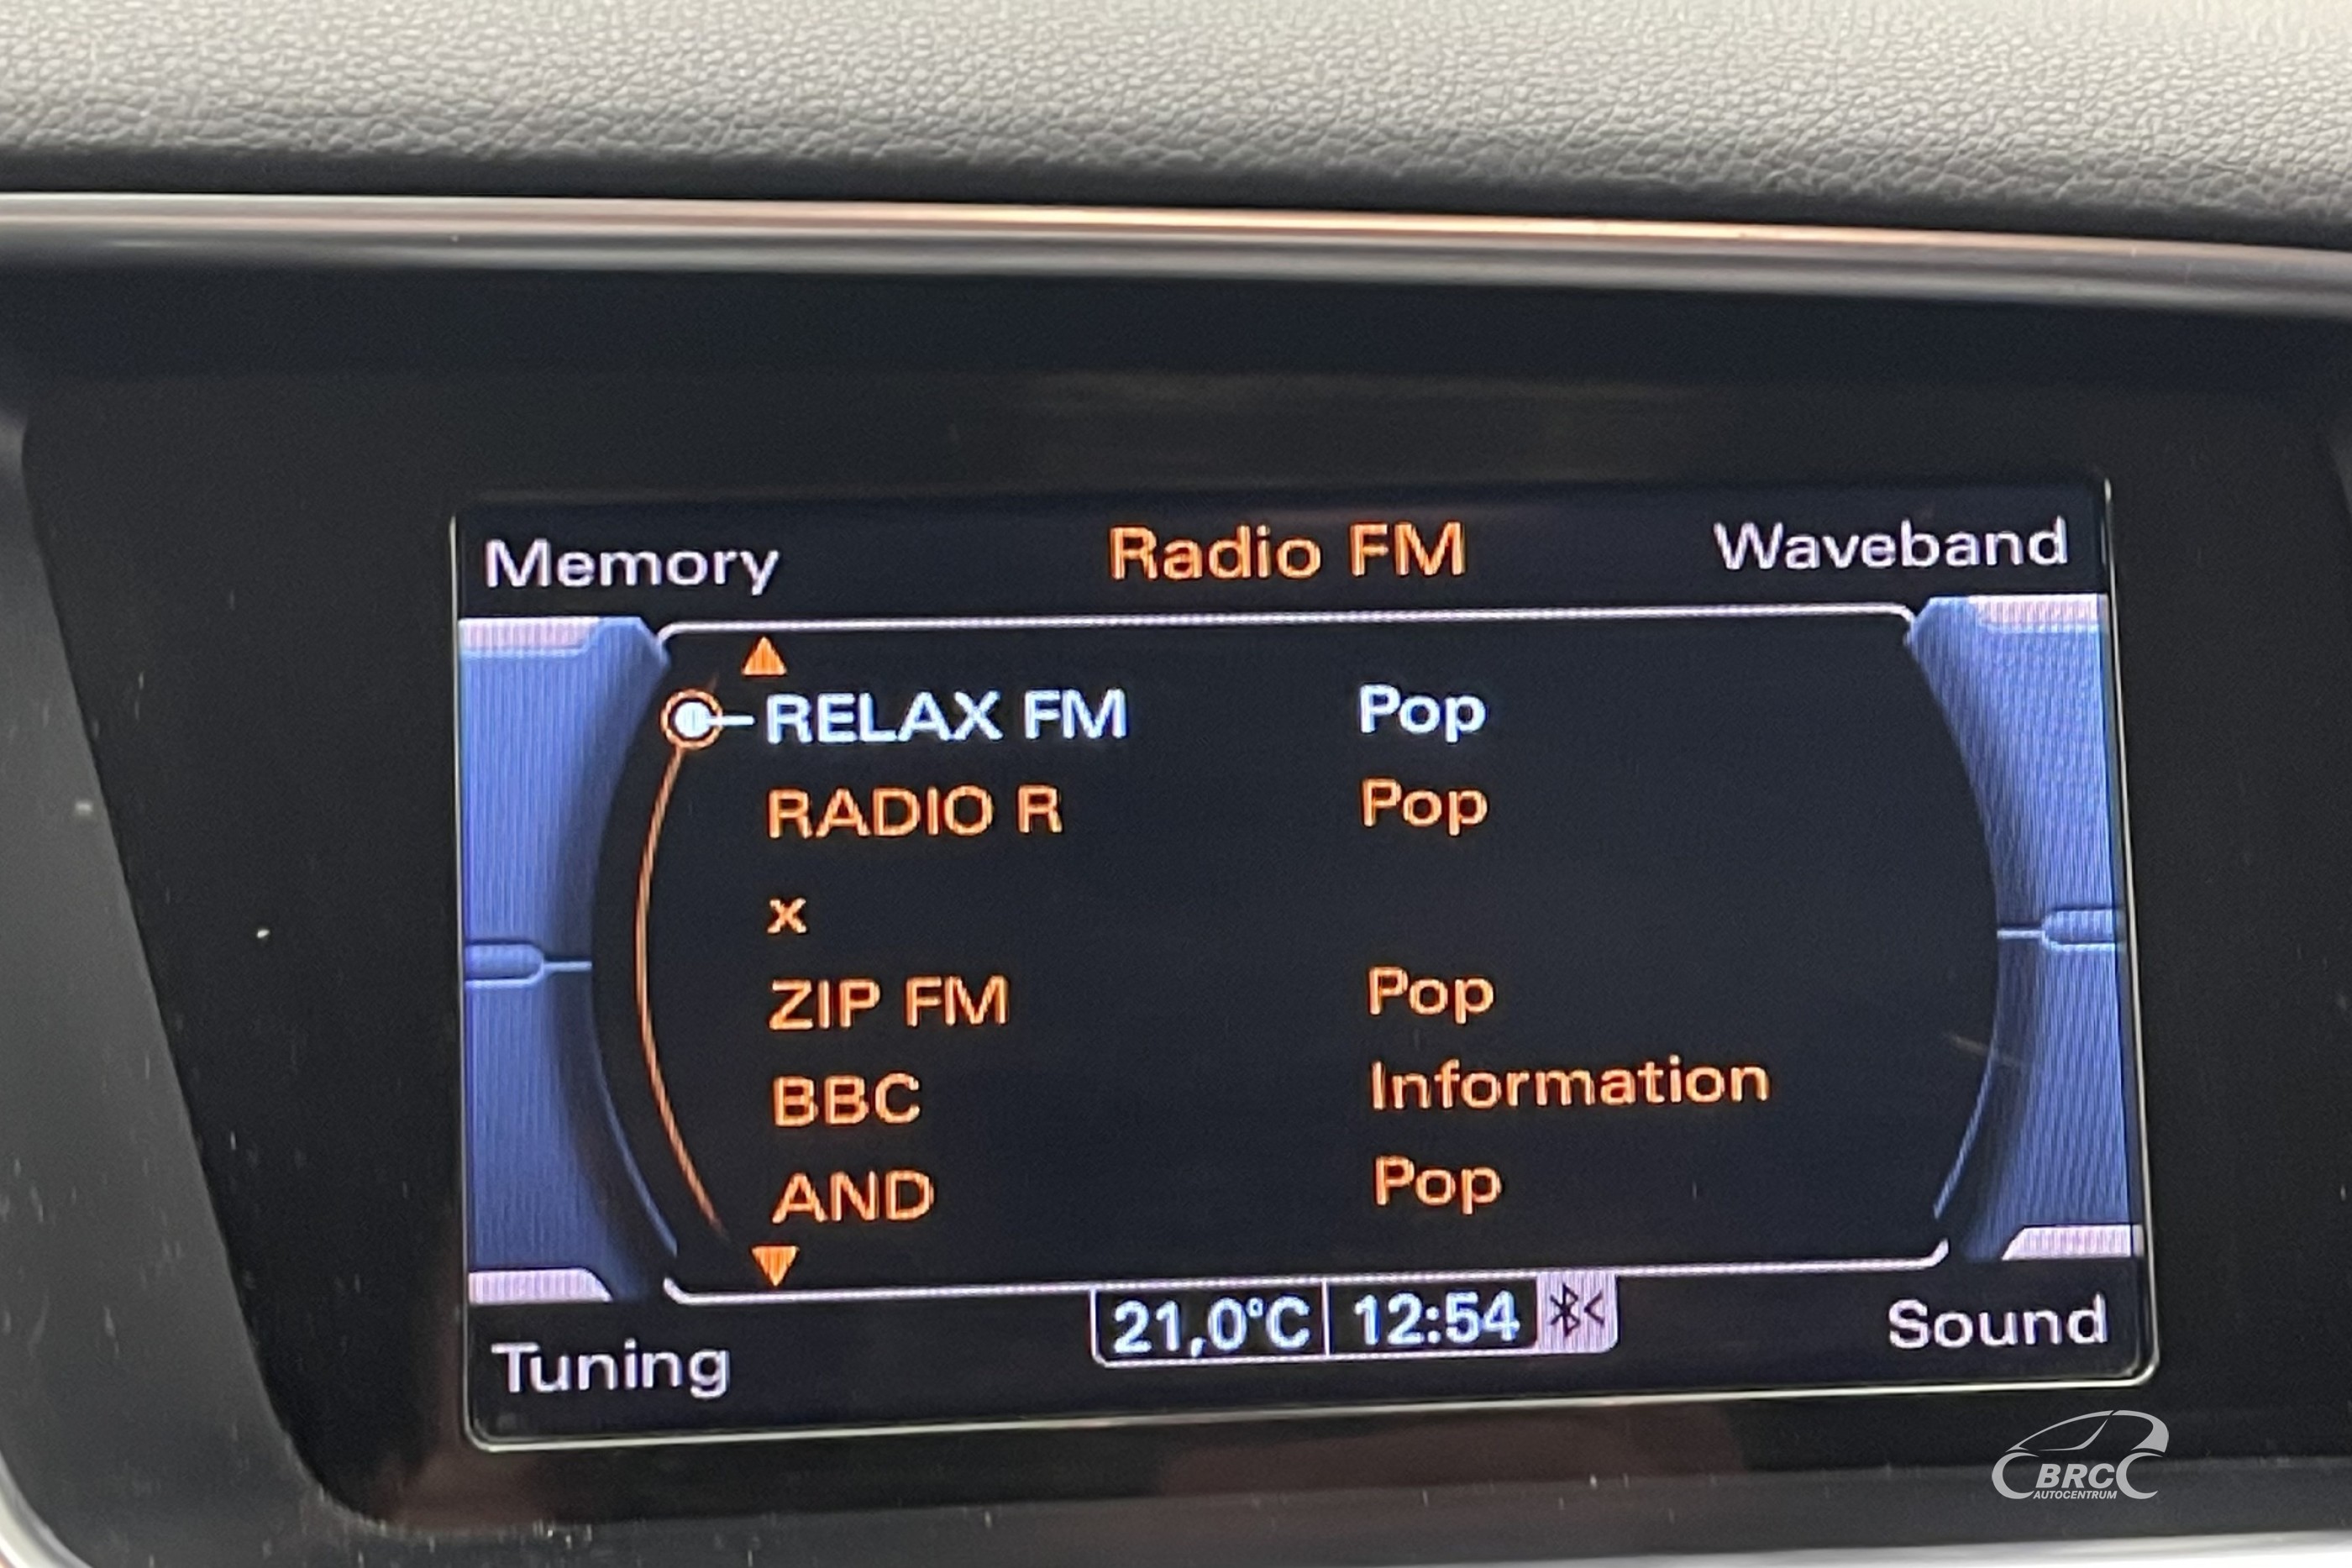 Memory Radio FM Waveband
RELAX FM Pop
RADIO R Pop
x
ZIP FM Pop
BBC Information
AND Pop
21,0°C 12:54
Tuning Sound
BRC
AUTOCENTRUM